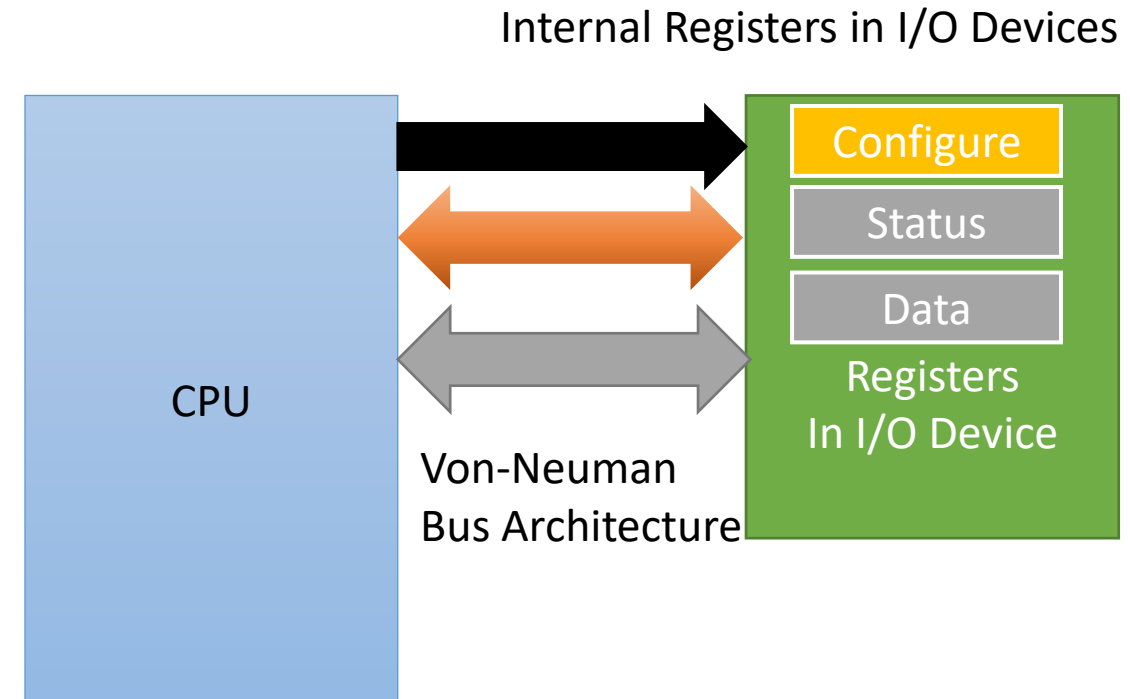 Internal Registers in I/O Devices
Configure
Status
Data
Registers
In I/O Device
CPU
Von-Neuman
Bus Architecture